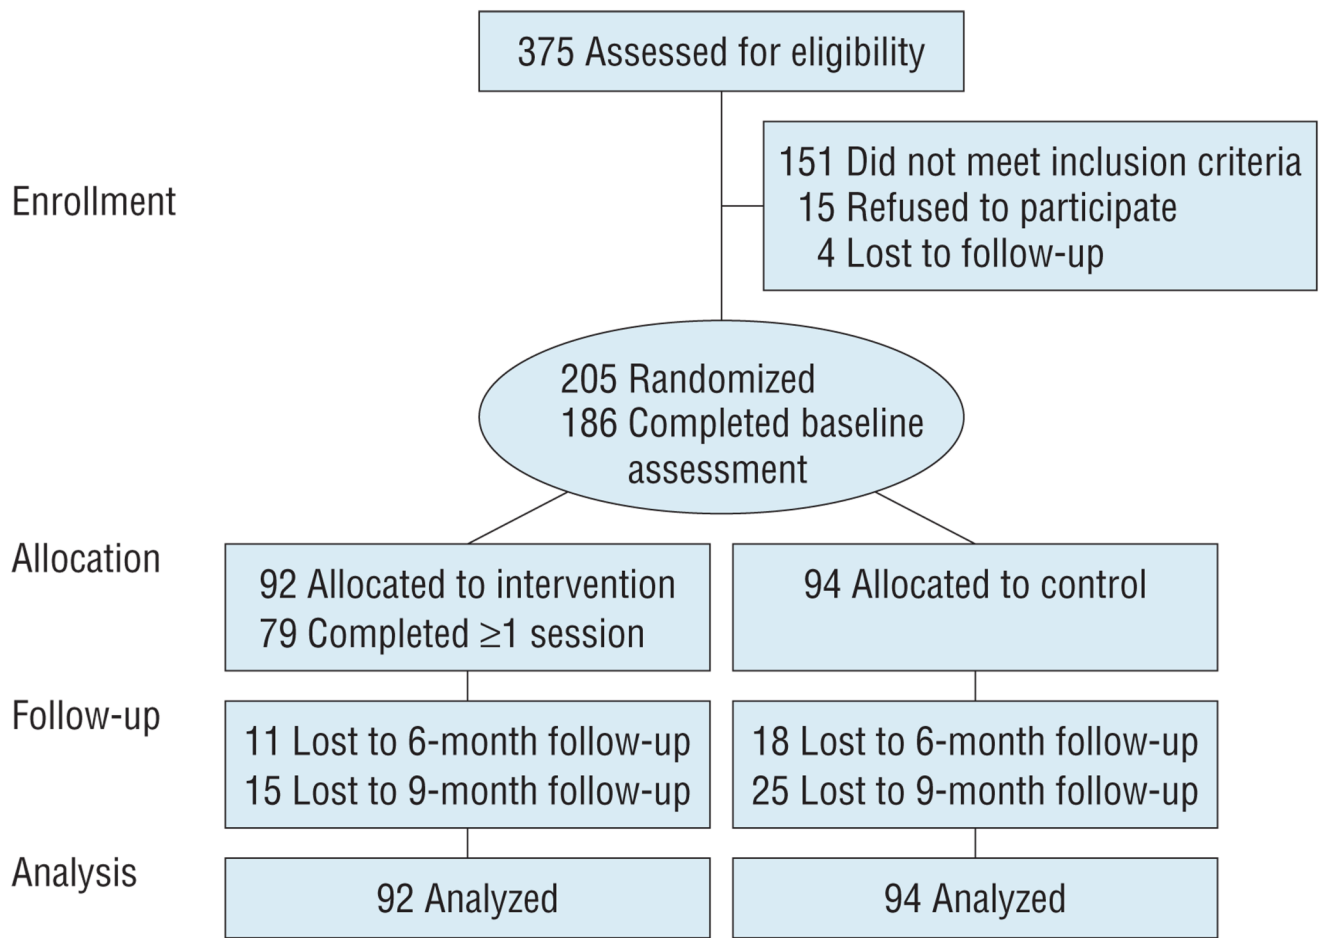 375 Assessed for eligibility
Enrollment
151 Did not meet inclusion criteria
15 Refused to participate
4 Lost to follow-up
205 Randomized
186 Completed baseline
assessment
Allocation
92 Allocated to intervention
79 Completed ≥1 session
94 Allocated to control
Follow-up
11 Lost to 6-month follow-up
15 Lost to 9-month follow-up
18 Lost to 6-month follow-up
25 Lost to 9-month follow-up
Analysis
92 Analyzed
94 Analyzed